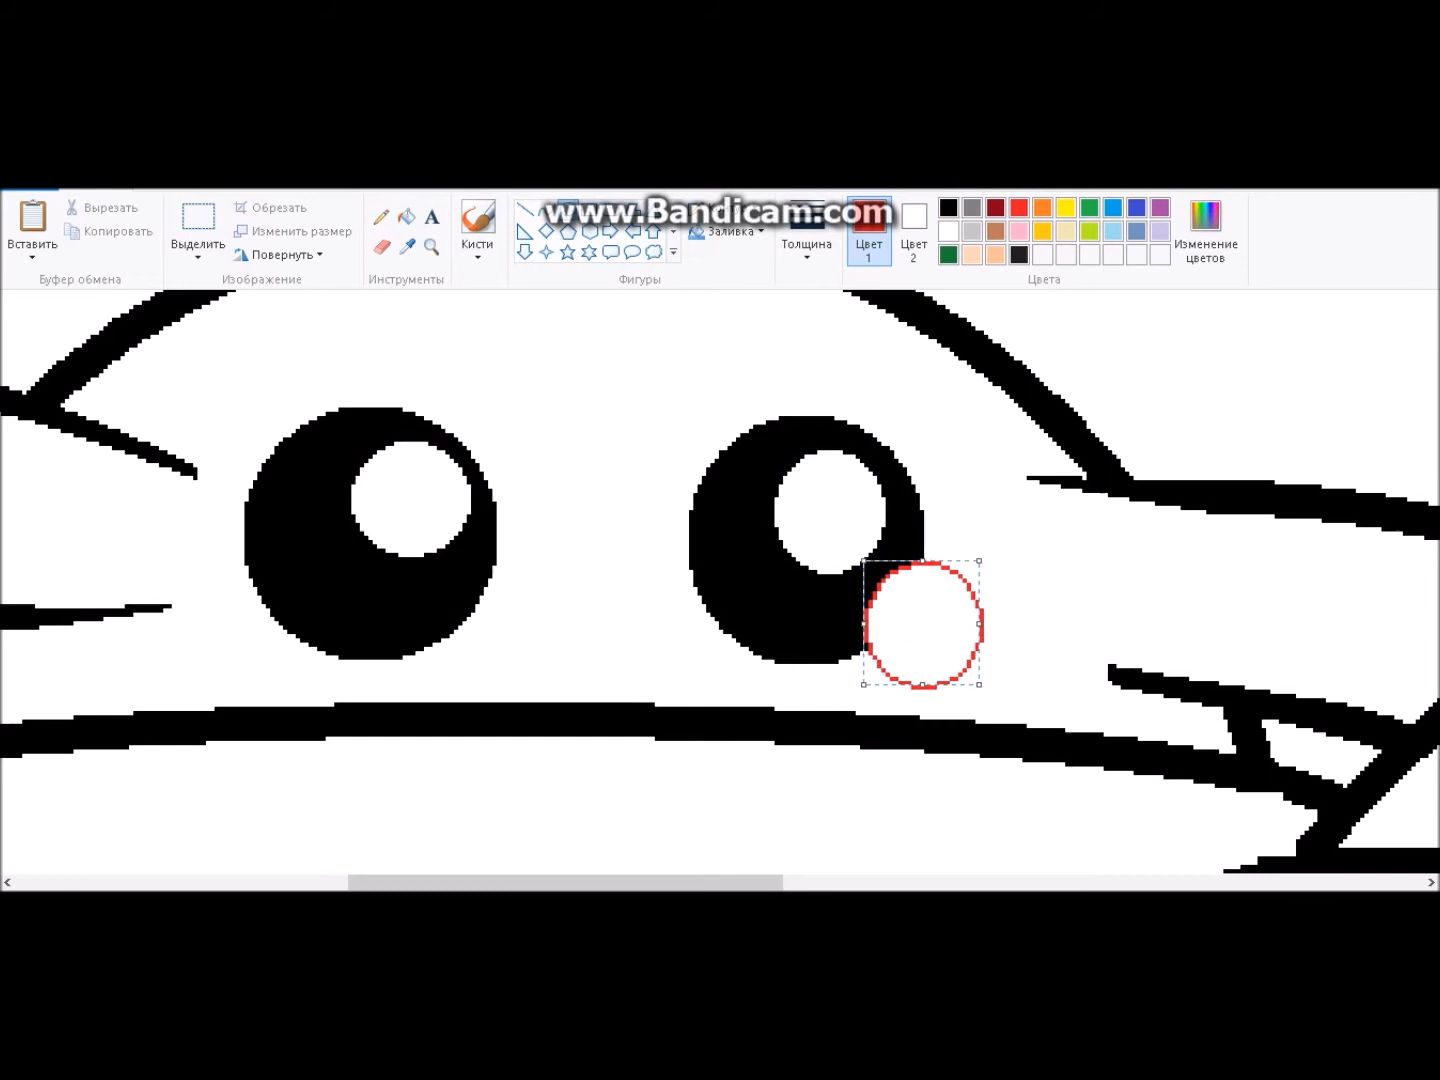 www.Bandicam.com
Вставить
Вырезать
Копировать
Буфер обмена
Выделить
Обрезать
Изменить размер
Повернуть
Изображение
A
Инструменты
Кисти
Заливка
Фигуры
Толщина
Цвет
1
Цвет
2
Изменение
цветов
Цвета